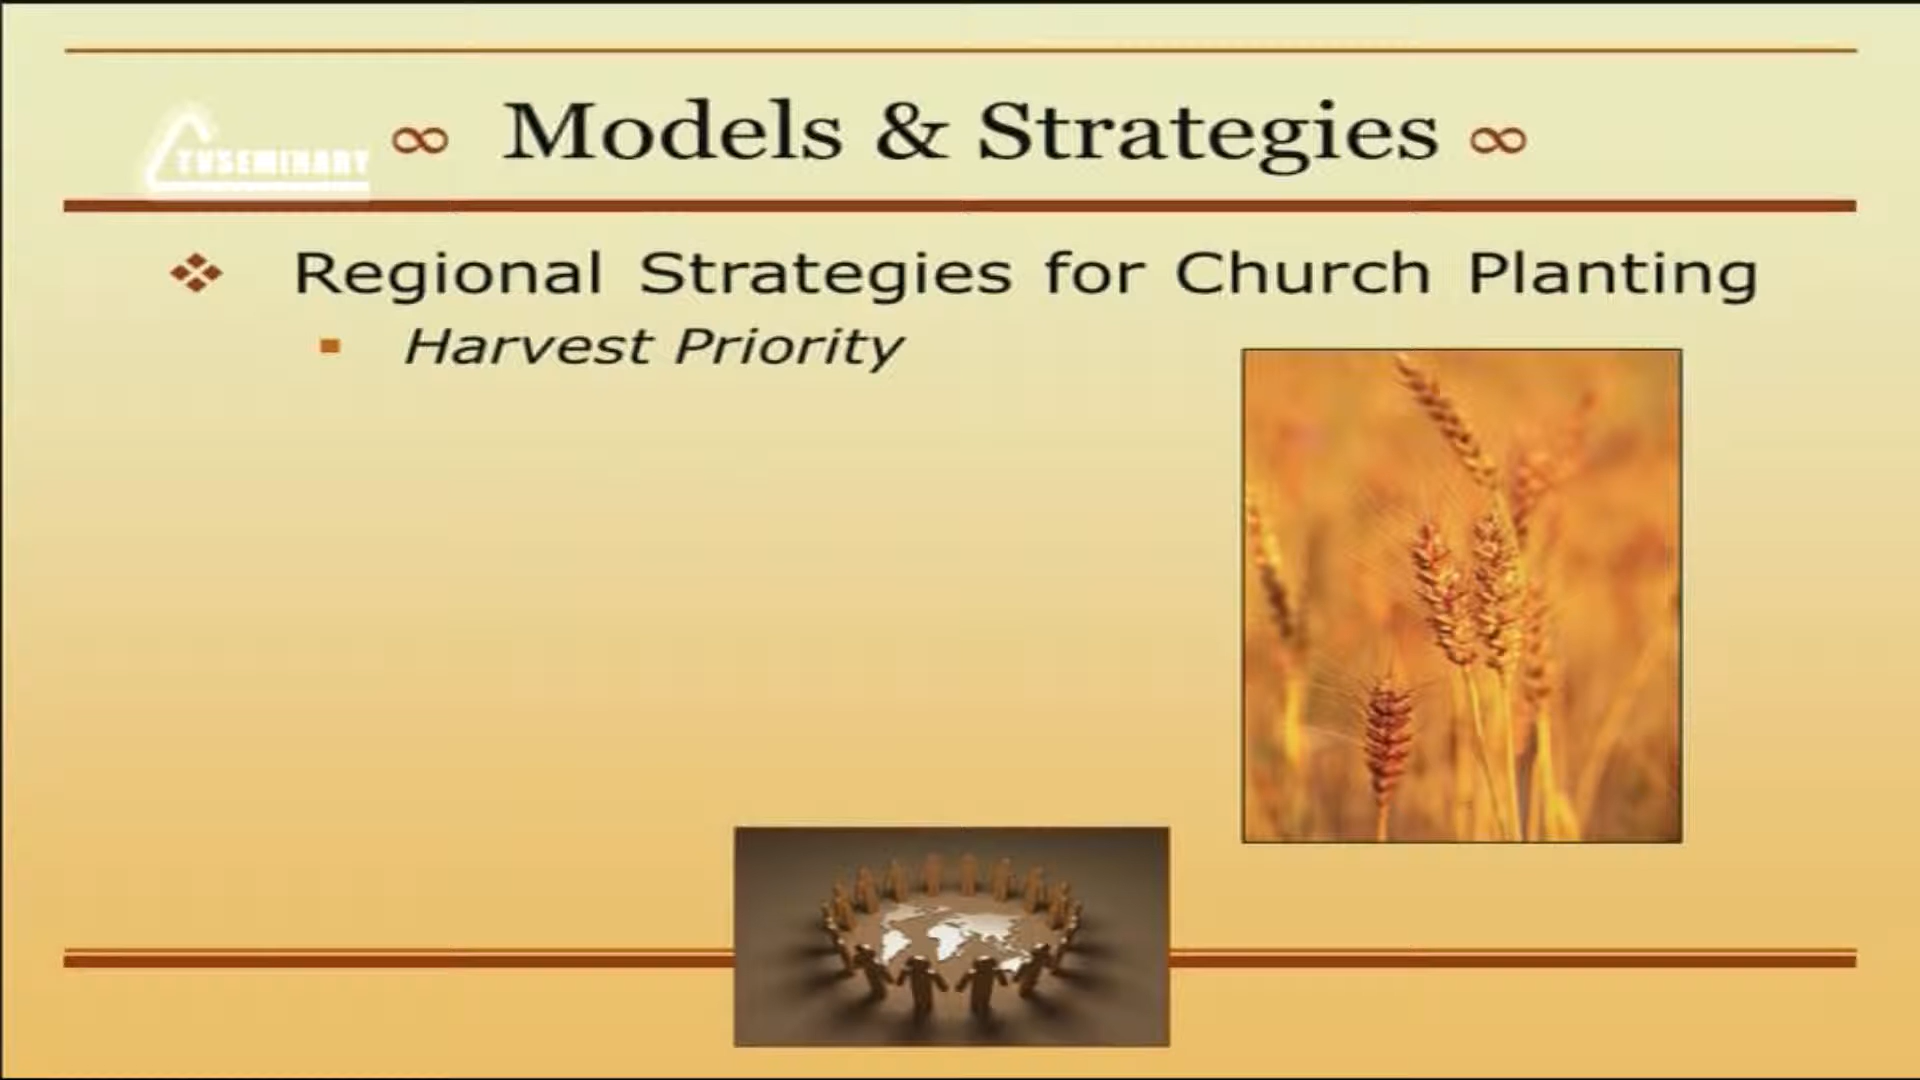 TVSEMINARY
∞ Models & Strategies ∞
❖ Regional Strategies for Church Planting
▪ Harvest Priority